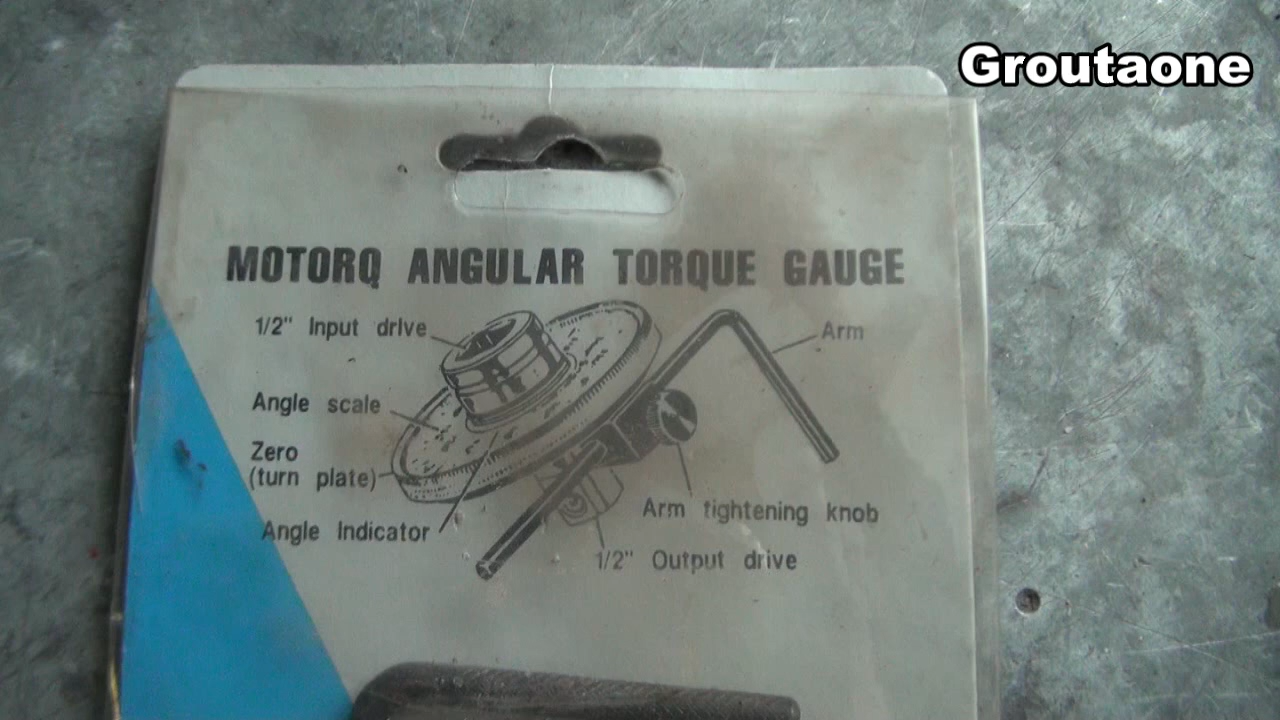 Groutaone
MOTORQ ANGULAR TORQUE GAUGE
1/2" Input drive
Arm
Angle scale
Zero
(turn plate)
Arm tightening knob
Angle Indicator
1/2" Output drive